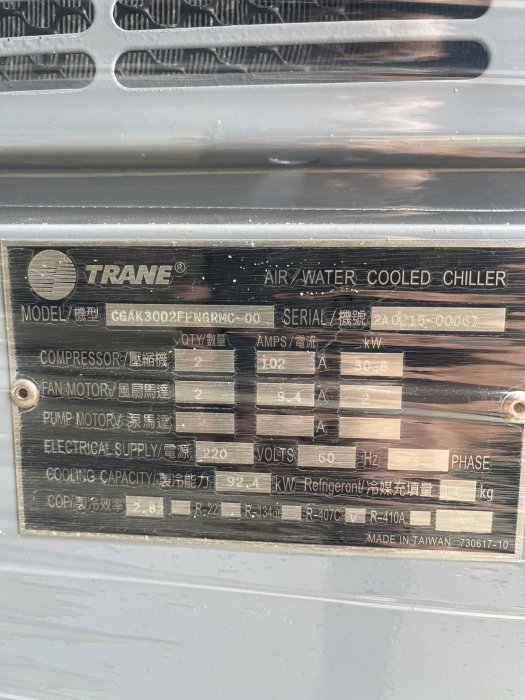 TRANE® AIR/WATER COOLED CHILLER
MODEL/機型 SERIAL/機號 2A0215-00067
QTY/數量 AMPS/電流 kW
COMPRESSOR/壓縮機 2 102 A 30.8
FAN MOTOR/風扇馬達 2 9.4 A 2
PUMP MOTOR/泵馬達 A
ELECTRICAL SUPPLY/電源 220 VOLTS 60 Hz PHASE
COOLING CAPACITY/製冷能力 92.4 kW Refrigerant/冷媒充填量 kg
COP/製冷效率 2.82 R-22 R-134a R-407C R-410A
MADE IN TAIWAN 730617-10